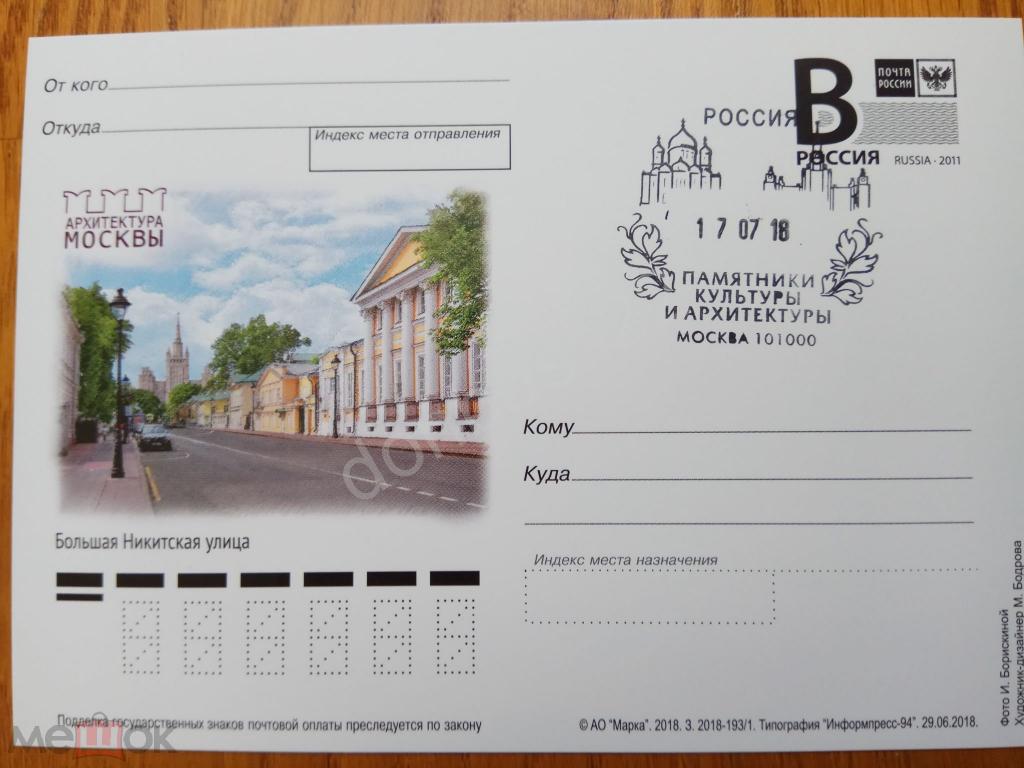 От кого
Откуда
Индекс места отправления
АРХИТЕКТУРА
МОСКВЫ
Большая Никитская улица
B
ПОЧТА
РОССИИ
РОССИЯ
RUSSIA · 2011
РОССИЯ
17 07 18
ПАМЯТНИКИ
КУЛЬТУРЫ
И АРХИТЕКТУРЫ
МОСКВА 101000
Кому
Куда
Индекс места назначения
Подделка государственных знаков почтовой оплаты преследуется по закону
© АО "Марка". 2018. З. 2018-193/1. Типография "Информпресс-94". 29.06.2018.
Фото И. Борискиной
Художник-дизайнер М. Бодрова
мешок